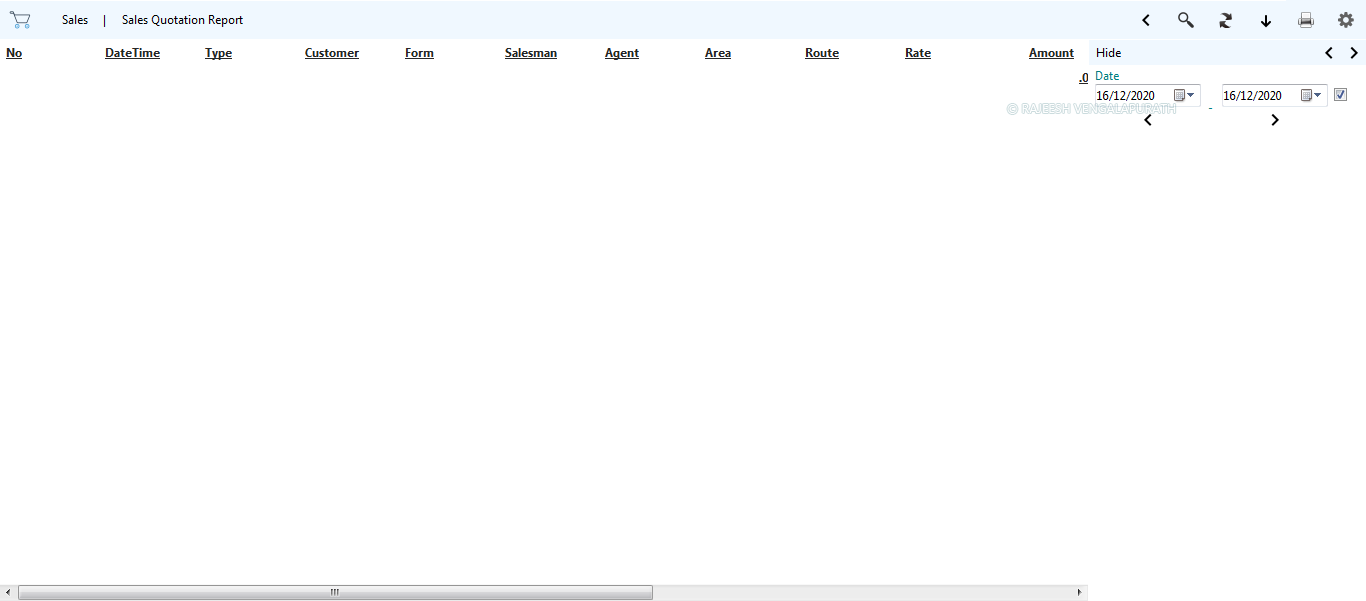 Sales | Sales Quotation Report
No DateTime Type Customer Form Salesman Agent Area Route Rate Amount Hide
.0 Date
16/12/2020 - 16/12/2020
© RAJEESH VENGALAPURATH